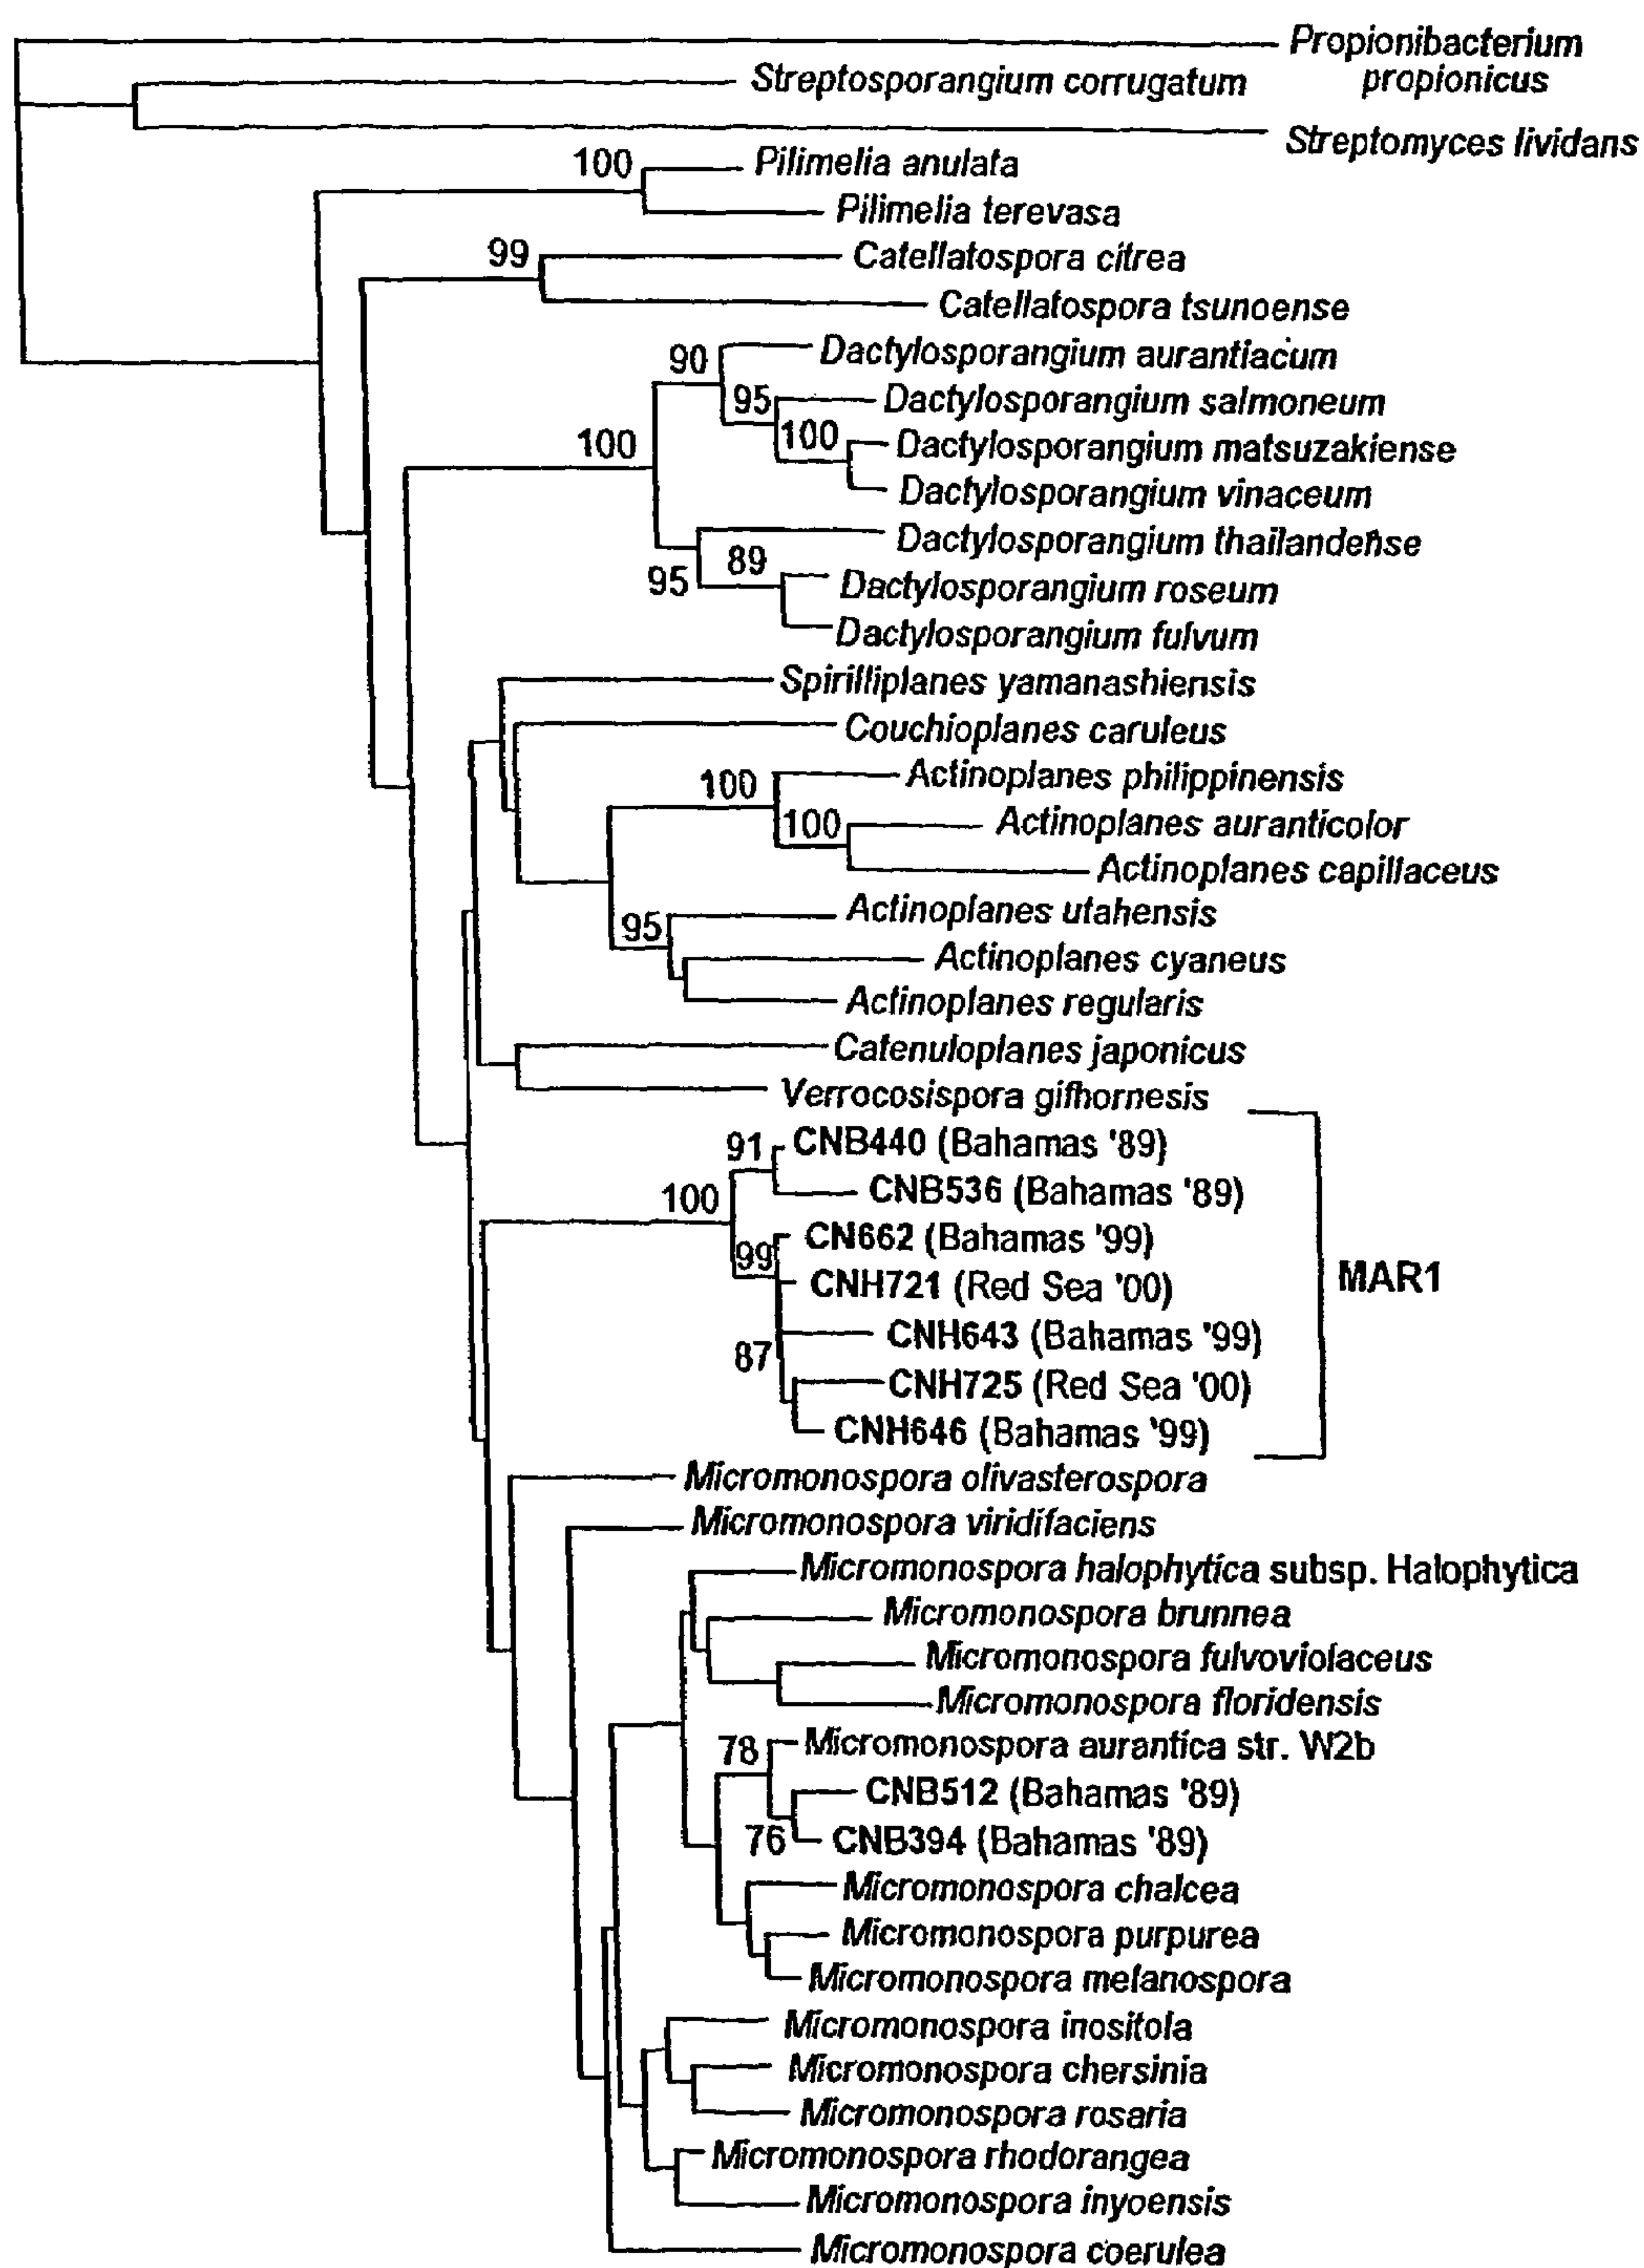 Propionibacterium
propionicus
Streptosporangium corrugatum
Streptomyces lividans
100
Pilimelia anulata
Pilimelia terevasa
99
Catellatospora citrea
Catellatospora tsunoense
Dactylosporangium aurantiacum
90
95
Dactylosporangium salmoneum
100
100
Dactylosporangium matsuzakiense
Dactylosporangium vinaceum
Dactylosporangium thailandense
89
95
Dactylosporangium roseum
Dactylosporangium fulvum
Spirilliplanes yamanashiensis
Couchioplanes caruleus
100
Actinoplanes philippinensis
100
Actinoplanes auranticolor
Actinoplanes capillaceus
Actinoplanes utahensis
95
Actinoplanes cyaneus
Actinoplanes regularis
Catenuloplanes japonicus
Verrocosispora gifhornesis
91
CNB440 (Bahamas '89)
CNB536 (Bahamas '89)
100
CN662 (Bahamas '99)
99
CNH721 (Red Sea '00)
MAR1
CNH643 (Bahamas '99)
87
CNH725 (Red Sea '00)
CNH646 (Bahamas '99)
Micromonospora olivasterospora
Micromonospora viridifaciens
Micromonospora halophytica subsp. Halophytica
Micromonospora brunnea
Micromonospora fulvoviolaceus
Micromonospora floridensis
78
Micromonospora aurantica str. W2b
CNB512 (Bahamas '89)
76
CNB394 (Bahamas '89)
Micromonospora chalcea
Micromonospora purpurea
Micromonospora melanospora
Micromonospora inositola
Micromonospora chersinia
Micromonospora rosaria
Micromonospora rhodorangea
Micromonospora inyoensis
Micromonospora coerulea